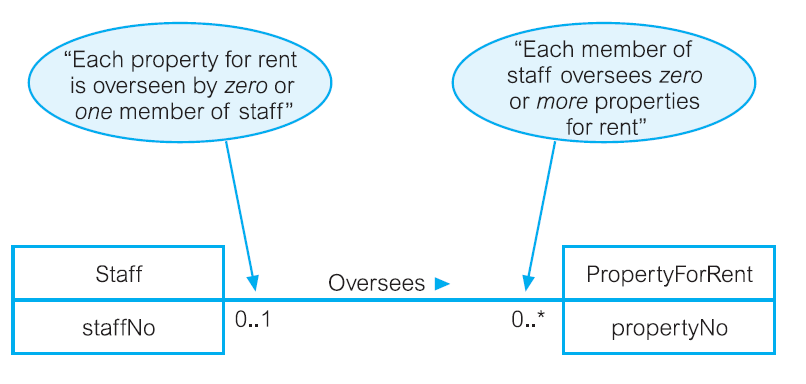 “Each property for rent
is overseen by zero or
one member of staff”
“Each member of
staff oversees zero
or more properties
for rent”
Staff
staffNo
Oversees ►
0..1
0..*
PropertyForRent
propertyNo